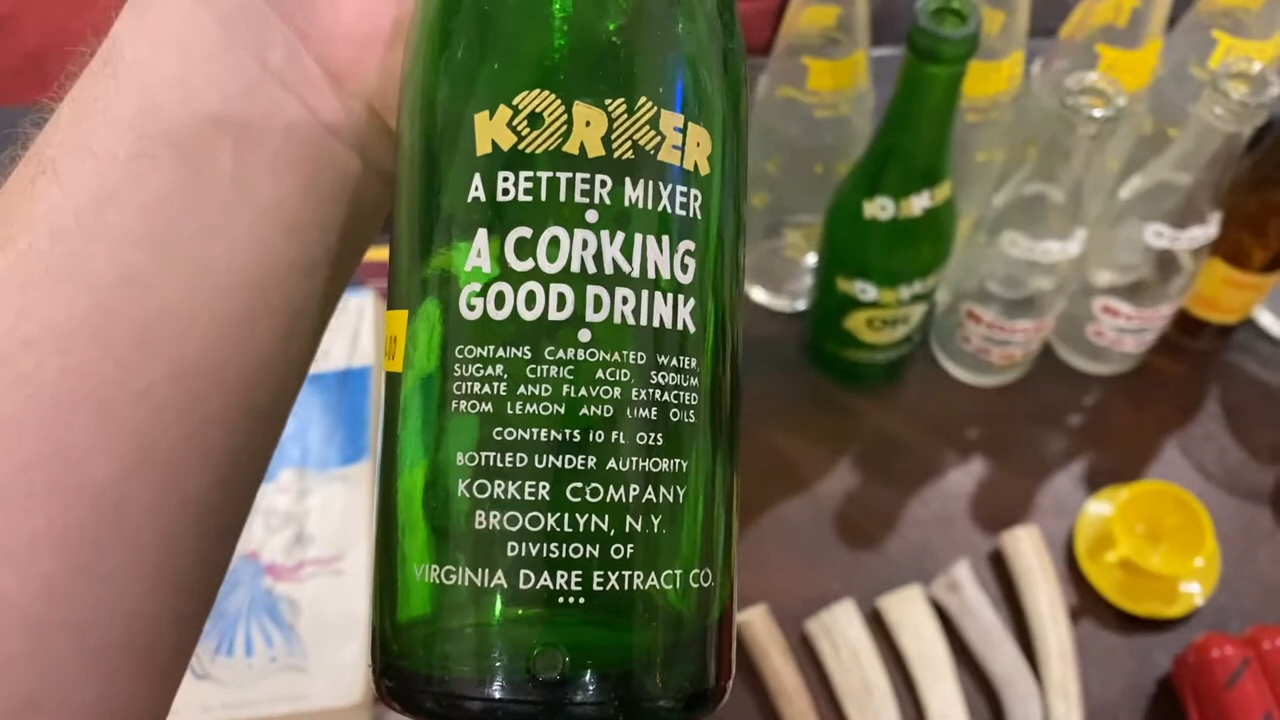 KORKER
A BETTER MIXER
A CORKING
GOOD DRINK
CONTAINS CARBONATED WATER,
SUGAR, CITRIC ACID, SODIUM
CITRATE AND FLAVOR EXTRACTED
FROM LEMON AND LIME OILS.
CONTENTS 10 FL. OZS
BOTTLED UNDER AUTHORITY
KORKER COMPANY
BROOKLYN, N.Y.
DIVISION OF
VIRGINIA DARE EXTRACT CO.